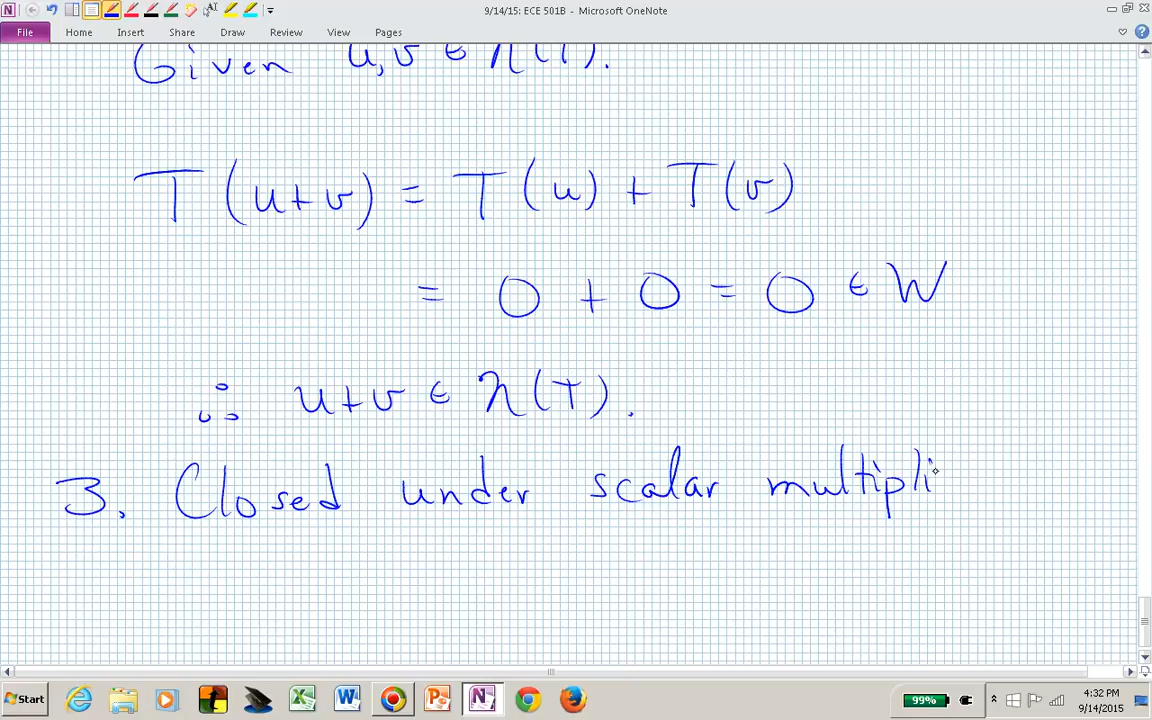 9/14/15: ECE 501B - Microsoft OneNote
File Home Insert Share Draw Review View Pages
Given u,v ∈ η(T).
T(u+v) = T(u) + T(v)
= 0 + 0 = 0 ∈ W
∴ u+v ∈ η(T).
3. Closed under scalar multipli
Start
99%
4:32 PM
9/14/2015